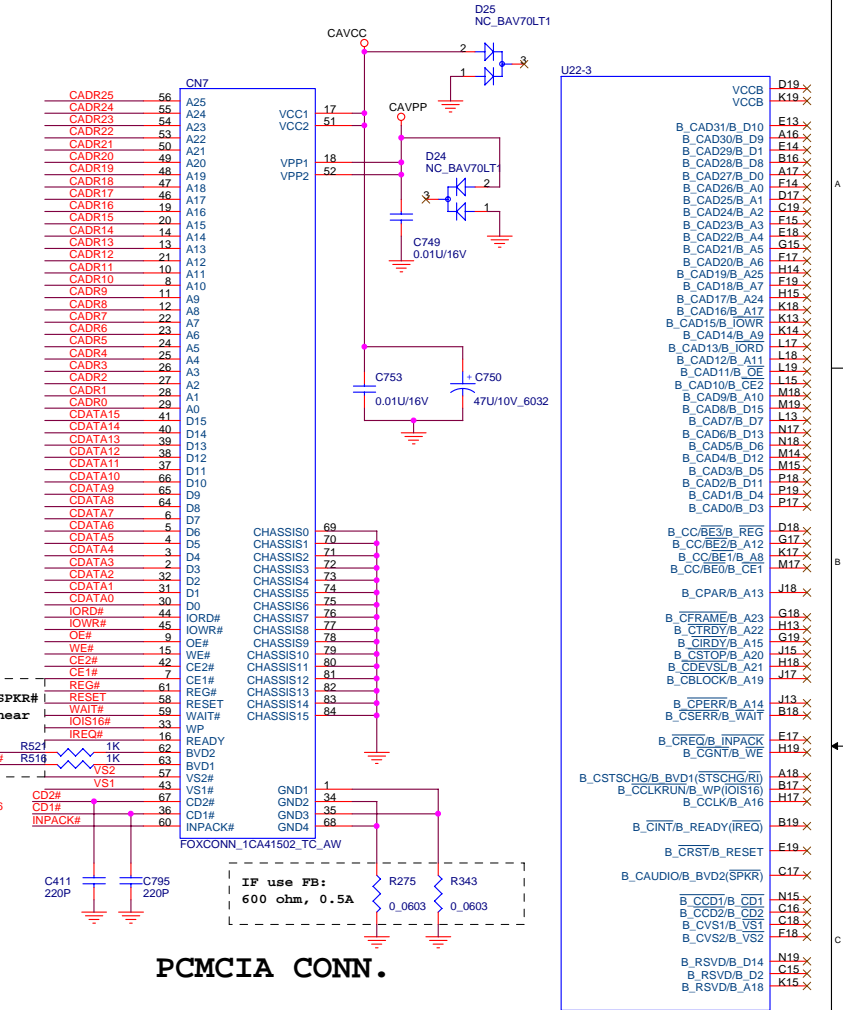 D25
NC_BAV70LT1
CAVCC
2
3
1
CN7
U22-3
CAVPP
D24
NC_BAV70LT1
3
2
1
C749
0.01U/16V
C753
0.01U/16V
+ C750
47U/10V_6032
CADR25 56 A25
CADR24 55 A24
CADR23 54 A23
CADR22 53 A22
CADR21 50 A21
CADR20 49 A20
CADR19 48 A19
CADR18 47 A18
CADR17 46 A17
CADR16 19 A16
CADR15 20 A15
CADR14 14 A14
CADR13 13 A13
CADR12 21 A12
CADR11 10 A11
CADR10 8 A10
CADR9 11 A9
CADR8 12 A8
CADR7 22 A7
CADR6 23 A6
CADR5 24 A5
CADR4 25 A4
CADR3 26 A3
CADR2 27 A2
CADR1 28 A1
CADR0 29 A0
CDATA15 41 D15
CDATA14 40 D14
CDATA13 39 D13
CDATA12 38 D12
CDATA11 37 D11
CDATA10 66 D10
CDATA9 65 D9
CDATA8 64 D8
CDATA7 6 D7
CDATA6 5 D6
CDATA5 4 D5
CDATA4 3 D4
CDATA3 2 D3
CDATA2 32 D2
CDATA1 31 D1
CDATA0 30 D0
IORD# 44 IORD#
IOWR# 45 IOWR#
OE# 9 OE#
WE# 15 WE#
CE2# 42 CE2#
CE1# 7 CE1#
REG# 61 REG#
RESET 58 RESET
WAIT# 59 WAIT#
IOIS16# 33 WP
IREQ# 16 READY
R521 1K 62 BVD2
R516 1K 63 BVD1
VS2 57 VS2#
VS1 43 VS1#
CD2# 67 CD2#
CD1# 36 CD1#
INPACK# 60 INPACK#
SPKR#
near
VCC1 17
VCC2 51
VPP1 18
VPP2 52
CHASSIS0 69
CHASSIS1 70
CHASSIS2 71
CHASSIS3 72
CHASSIS4 73
CHASSIS5 74
CHASSIS6 75
CHASSIS7 76
CHASSIS8 77
CHASSIS9 78
CHASSIS10 79
CHASSIS11 80
CHASSIS12 81
CHASSIS13 82
CHASSIS14 83
CHASSIS15 84
GND1 1
GND2 34
GND3 35
GND4 68
FOXCONN_1CA41502_TC_AW
C411
220P
C795
220P
IF use FB:
600 ohm, 0.5A
R275
0_0603
R343
0_0603
PCMCIA CONN.
VCCB D19
VCCB K19
B_CAD31/B_D10 E13
B_CAD30/B_D9 A16
B_CAD29/B_D1 E14
B_CAD28/B_D8 B16
B_CAD27/B_D0 A17
B_CAD26/B_A0 F14
B_CAD25/B_A1 D17
B_CAD24/B_A2 C19
B_CAD23/B_A3 F15
B_CAD22/B_A4 E18
B_CAD21/B_A5 G15
B_CAD20/B_A6 F17
B_CAD19/B_A25 H14
B_CAD18/B_A7 F19
B_CAD17/B_A24 H15
B_CAD16/B_A17 K18
B_CAD15/B_IOWR K13
B_CAD14/B_A9 K14
B_CAD13/B_IORD L17
B_CAD12/B_A11 L18
B_CAD11/B_OE L19
B_CAD10/B_CE2 L15
B_CAD9/B_A10 M18
B_CAD8/B_D15 M19
B_CAD7/B_D7 L13
B_CAD6/B_D13 N17
B_CAD5/B_D6 N18
B_CAD4/B_D12 M14
B_CAD3/B_D5 M15
B_CAD2/B_D11 P18
B_CAD1/B_D4 P19
B_CAD0/B_D3 P17
B_CC/BE3/B_REG D18
B_CC/BE2/B_A12 G17
B_CC/BE1/B_A8 K17
B_CC/BE0/B_CE1 M17
B_CPAR/B_A13 J18
B_CFRAME/B_A23 G18
B_CTRDY/B_A22 H13
B_CIRDY/B_A15 G19
B_CSTOP/B_A20 J15
B_CDEVSL/B_A21 H18
B_CBLOCK/B_A19 J17
B_CPERR/B_A14 J13
B_CSERR/B_WAIT B18
B_CREQ/B_INPACK E17
B_CGNT/B_WE H19
B_CSTSCHG/B_BVD1(STSCHG/RI) A18
B_CCLKRUN/B_WP(IOIS16) B17
B_CCLK/B_A16 H17
B_CINT/B_READY(IREQ) B19
B_CRST/B_RESET E19
B_CAUDIO/B_BVD2(SPKR) C17
B_CCD1/B_CD1 N15
B_CCD2/B_CD2 C16
B_CVS1/B_VS1 C18
B_CVS2/B_VS2 F18
B_RSVD/B_D14 N19
B_RSVD/B_D2 C15
B_RSVD/B_A18 K15
A
B
C